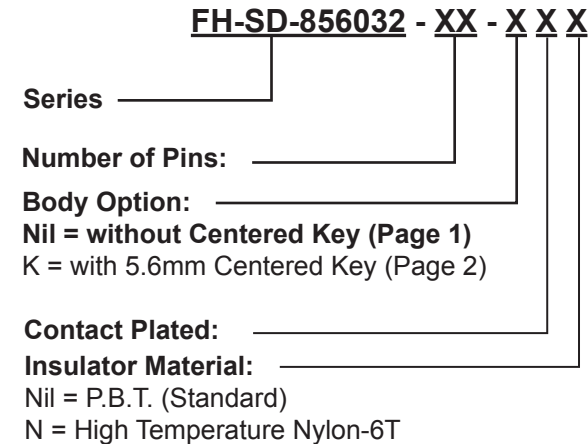 FH-SD-856032 - XX - X X X
Series
Number of Pins:
Body Option:
Nil = without Centered Key (Page 1)
K = with 5.6mm Centered Key (Page 2)
Contact Plated:
Insulator Material:
Nil = P.B.T. (Standard)
N = High Temperature Nylon-6T